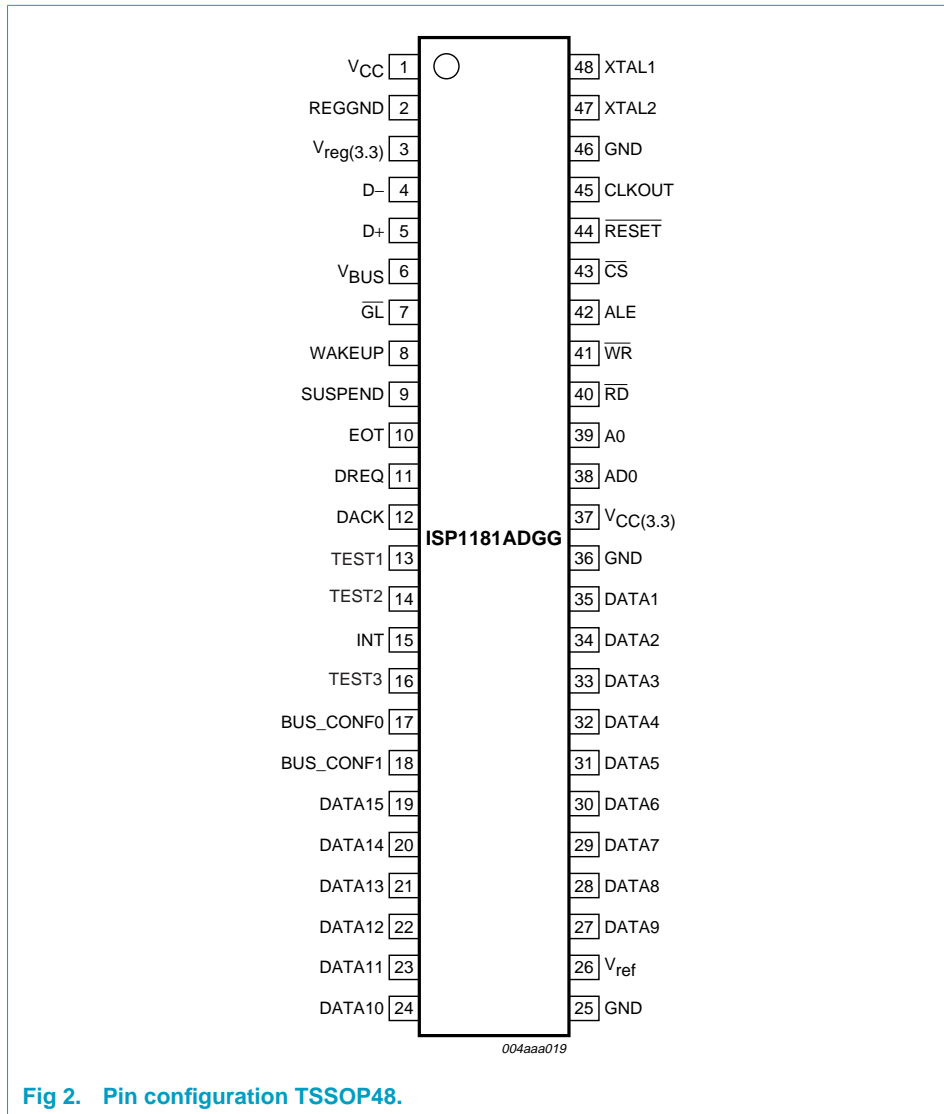 VCC 1
REGGND 2
Vreg(3.3) 3
D− 4
D+ 5
VBUS 6
G̅L̅ 7
WAKEUP 8
SUSPEND 9
EOT 10
DREQ 11
DACK 12
TEST1 13
TEST2 14
INT 15
TEST3 16
BUS_CONF0 17
BUS_CONF1 18
DATA15 19
DATA14 20
DATA13 21
DATA12 22
DATA11 23
DATA10 24
ISP1181ADGG
48 XTAL1
47 XTAL2
46 GND
45 CLKOUT
44 R̅E̅S̅E̅T̅
43 C̅S̅
42 ALE
41 W̅R̅
40 R̅D̅
39 A0
38 AD0
37 VCC(3.3)
36 GND
35 DATA1
34 DATA2
33 DATA3
32 DATA4
31 DATA5
30 DATA6
29 DATA7
28 DATA8
27 DATA9
26 Vref
25 GND
004aaa019
Fig 2. Pin configuration TSSOP48.